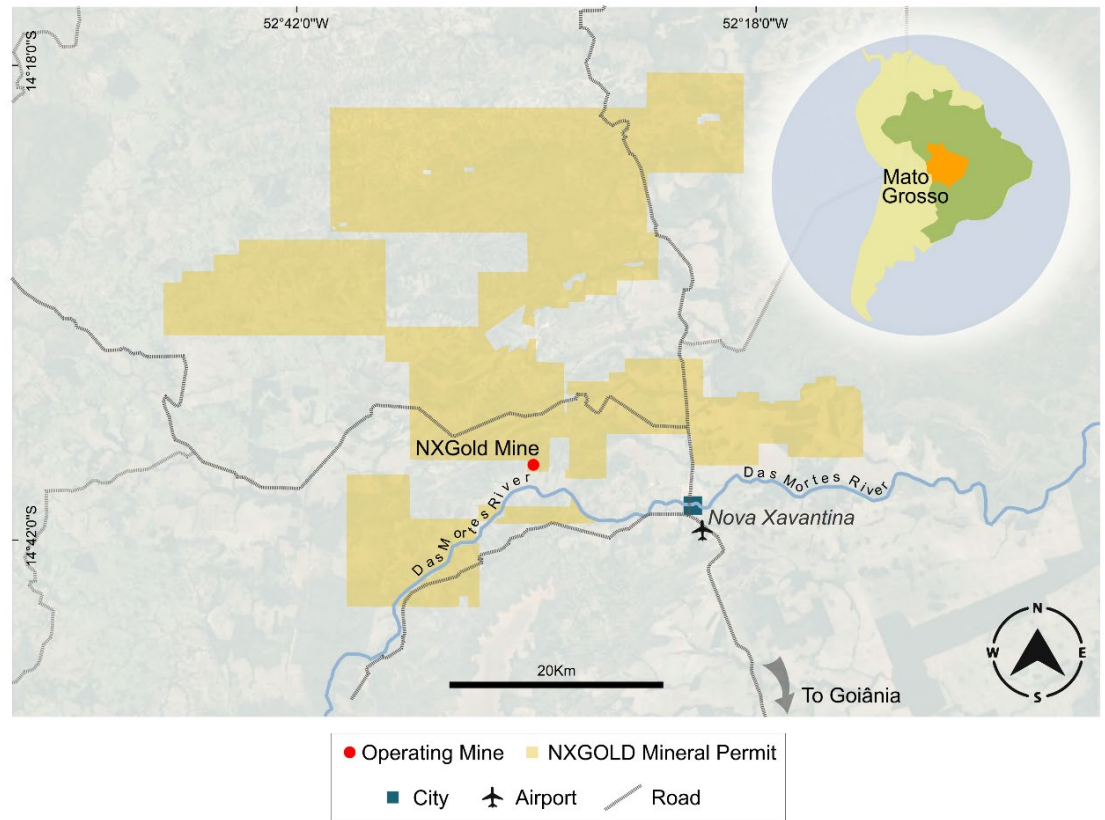 52°42'0"W
52°18'0"W
14°18'0"S
Mato
Grosso
NXGold Mine
Das Mortes River
Das Mortes River
Nova Xavantina
14°42'0"S
N
W
E
S
20Km
To Goiânia
Operating Mine
NXGOLD Mineral Permit
City
Airport
Road